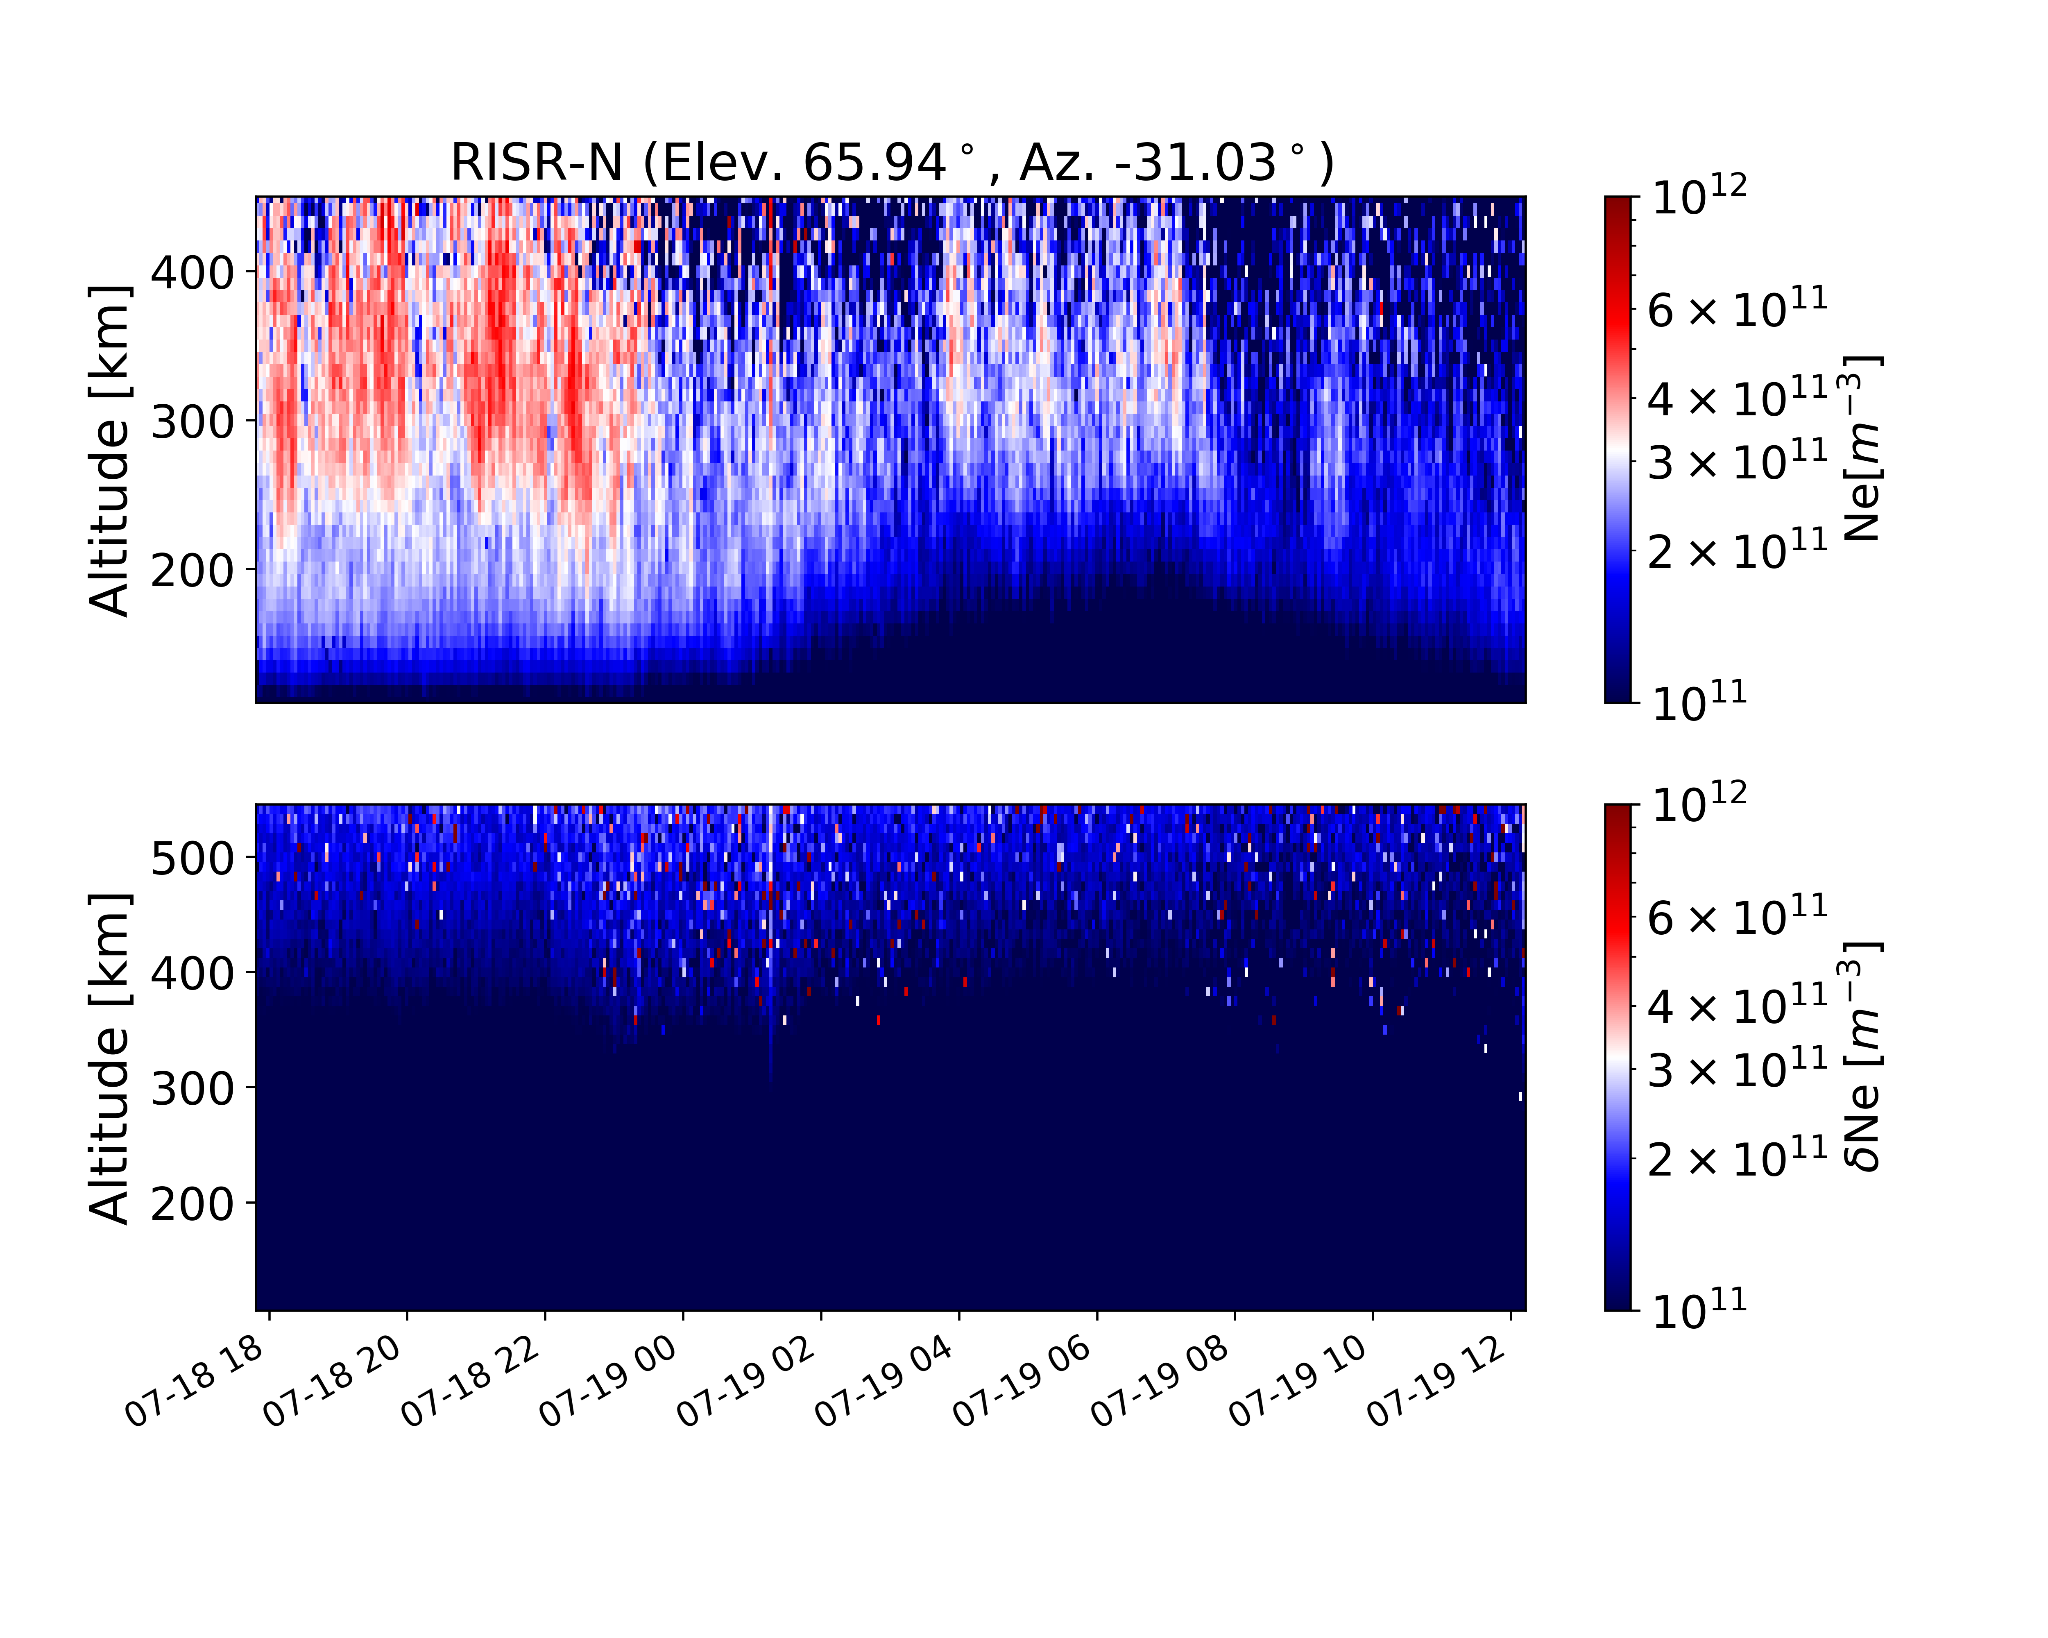 RISR-N (Elev. 65.94°, Az. -31.03°)
Altitude [km]
400
300
200
10¹²
6 × 10¹¹
4 × 10¹¹
3 × 10¹¹
2 × 10¹¹
10¹¹
Ne[m⁻³]
Altitude [km]
500
400
300
200
10¹²
6 × 10¹¹
4 × 10¹¹
3 × 10¹¹
2 × 10¹¹
10¹¹
δNe [m⁻³]
07-18 18
07-18 20
07-18 22
07-19 00
07-19 02
07-19 04
07-19 06
07-19 08
07-19 10
07-19 12